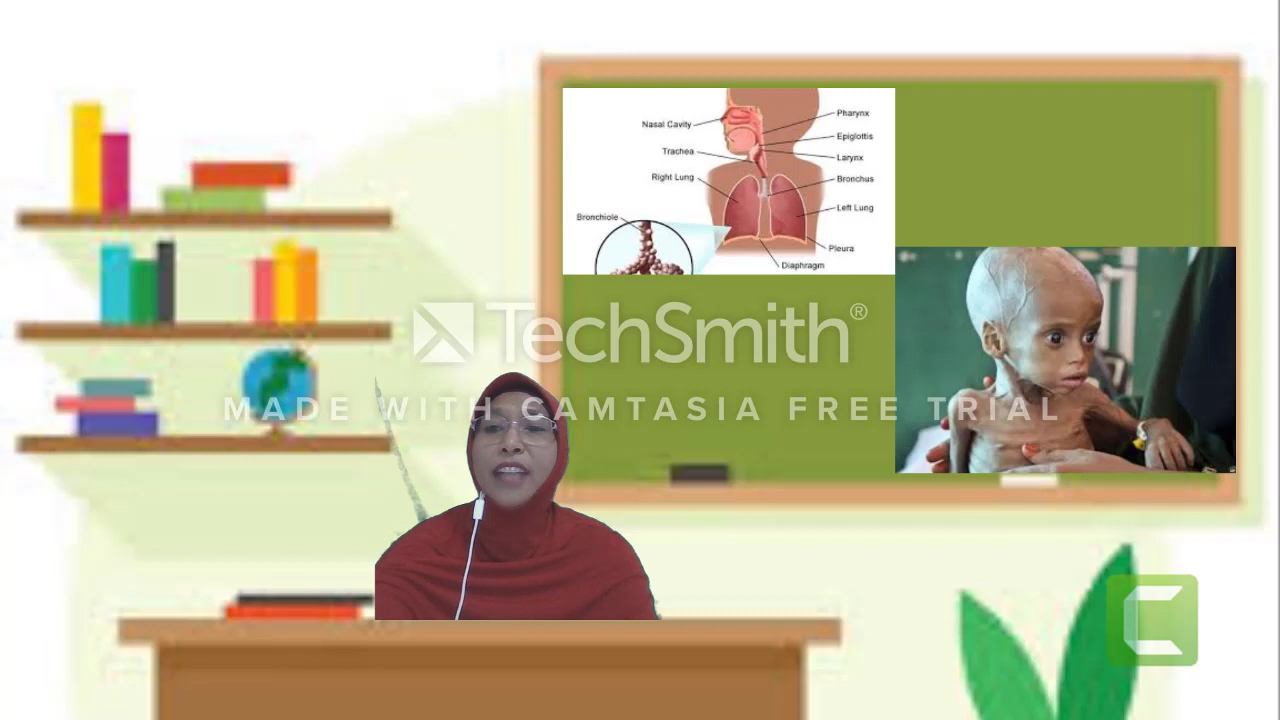 Nasal Cavity
Trachea
Right Lung
Bronchiole
Pharynx
Epiglottis
Larynx
Bronchus
Left Lung
Pleura
Diaphragm
TechSmith®
MADE WITH CAMTASIA FREE TRIAL